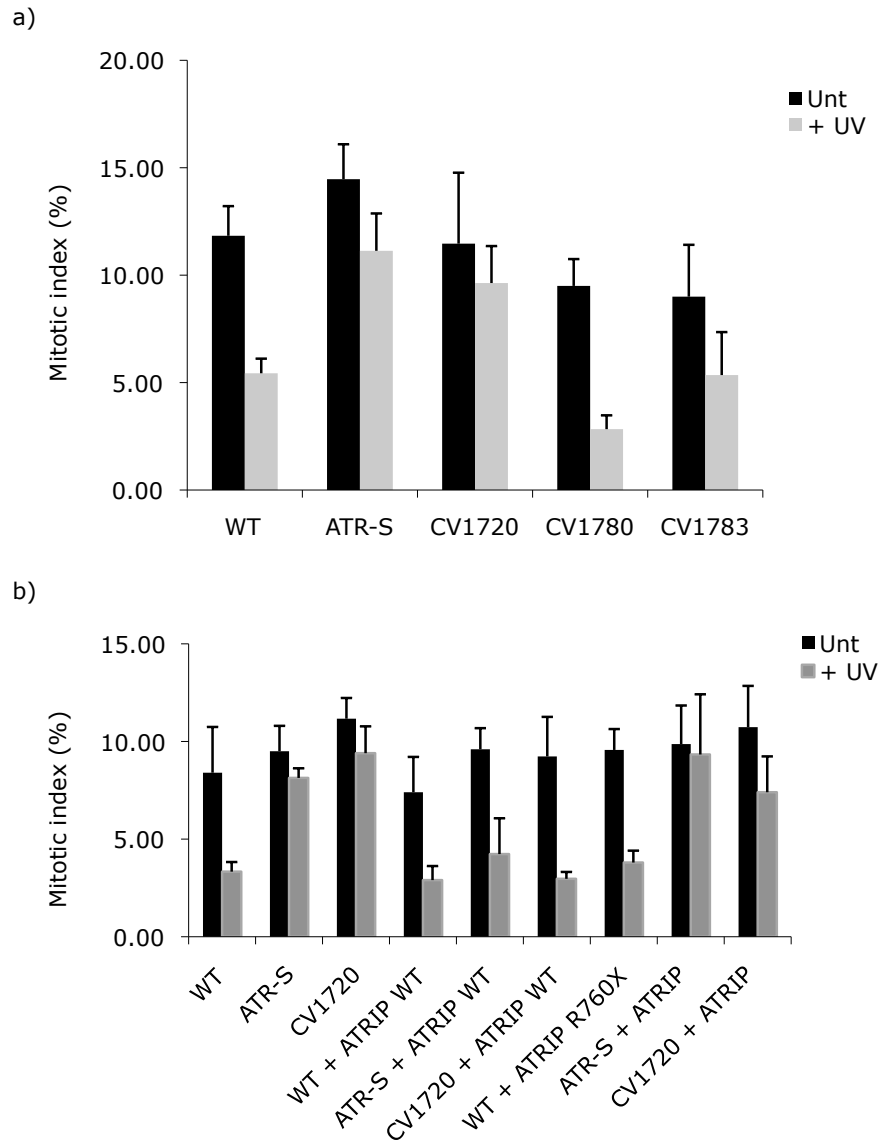 a)
20.00
15.00
10.00
5.00
0.00
Mitotic index (%)
Unt
+ UV
WT
ATR-S
CV1720
CV1780
CV1783
b)
15.00
10.00
5.00
0.00
Mitotic index (%)
Unt
+ UV
WT
ATR-S
CV1720
WT + ATRIP WT
ATR-S + ATRIP WT
CV1720 + ATRIP WT
WT + ATRIP R760X
ATR-S + ATRIP
CV1720 + ATRIP